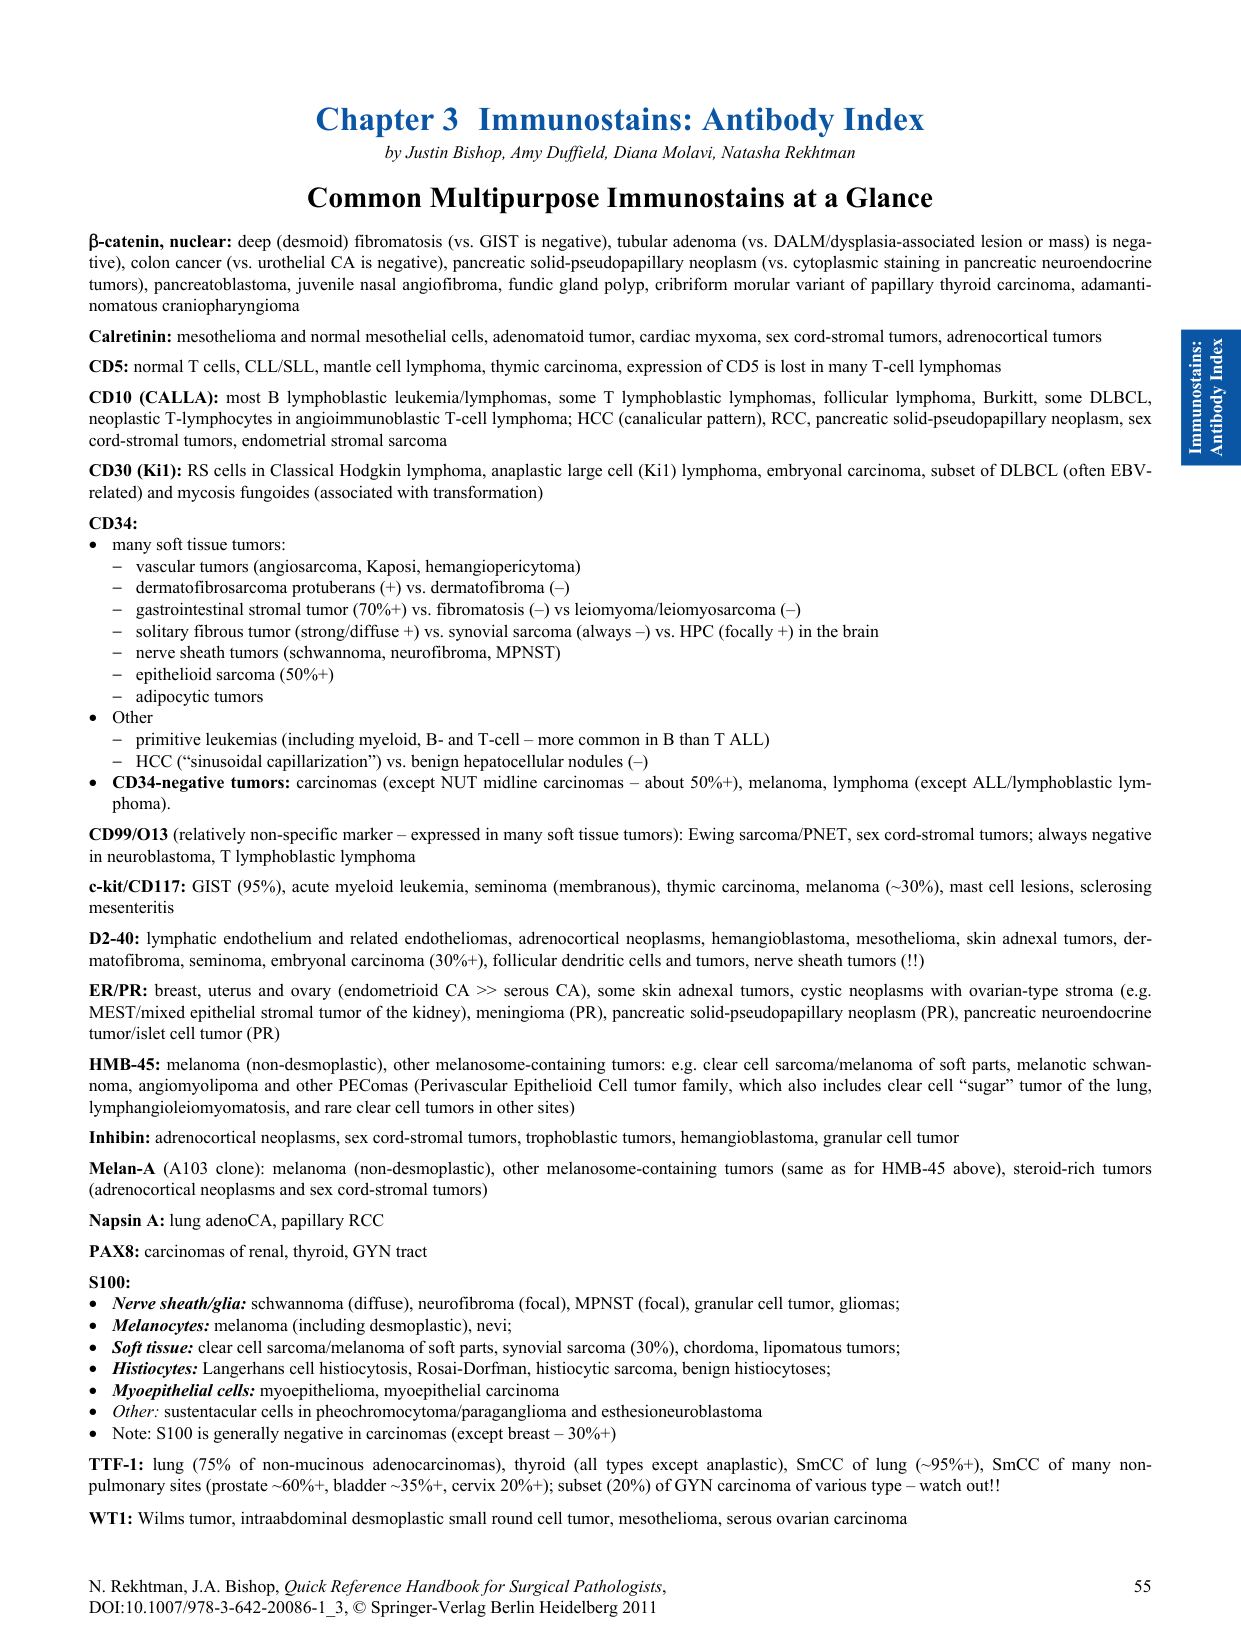 Chapter 3 Immunostains: Antibody Index
by Justin Bishop, Amy Duffield, Diana Molavi, Natasha Rekhtman
Common Multipurpose Immunostains at a Glance
β-catenin, nuclear: deep (desmoid) fibromatosis (vs. GIST is negative), tubular adenoma (vs. DALM/dysplasia-associated lesion or mass) is nega-
tive), colon cancer (vs. urothelial CA is negative), pancreatic solid-pseudopapillary neoplasm (vs. cytoplasmic staining in pancreatic neuroendocrine
tumors), pancreatoblastoma, juvenile nasal angiofibroma, fundic gland polyp, cribriform morular variant of papillary thyroid carcinoma, adamanti-
nomatous craniopharyngioma
Calretinin: mesothelioma and normal mesothelial cells, adenomatoid tumor, cardiac myxoma, sex cord-stromal tumors, adrenocortical tumors
CD5: normal T cells, CLL/SLL, mantle cell lymphoma, thymic carcinoma, expression of CD5 is lost in many T-cell lymphomas
CD10 (CALLA): most B lymphoblastic leukemia/lymphomas, some T lymphoblastic lymphomas, follicular lymphoma, Burkitt, some DLBCL,
neoplastic T-lymphocytes in angioimmunoblastic T-cell lymphoma; HCC (canalicular pattern), RCC, pancreatic solid-pseudopapillary neoplasm, sex
cord-stromal tumors, endometrial stromal sarcoma
CD30 (Ki1): RS cells in Classical Hodgkin lymphoma, anaplastic large cell (Ki1) lymphoma, embryonal carcinoma, subset of DLBCL (often EBV-
related) and mycosis fungoides (associated with transformation)
CD34:
• many soft tissue tumors:
– vascular tumors (angiosarcoma, Kaposi, hemangiopericytoma)
– dermatofibrosarcoma protuberans (+) vs. dermatofibroma (–)
– gastrointestinal stromal tumor (70%+) vs. fibromatosis (–) vs leiomyoma/leiomyosarcoma (–)
– solitary fibrous tumor (strong/diffuse +) vs. synovial sarcoma (always –) vs. HPC (focally +) in the brain
– nerve sheath tumors (schwannoma, neurofibroma, MPNST)
– epithelioid sarcoma (50%+)
– adipocytic tumors
• Other
– primitive leukemias (including myeloid, B- and T-cell – more common in B than T ALL)
– HCC (“sinusoidal capillarization”) vs. benign hepatocellular nodules (–)
• CD34-negative tumors: carcinomas (except NUT midline carcinomas – about 50%+), melanoma, lymphoma (except ALL/lymphoblastic lym-
phoma).
CD99/O13 (relatively non-specific marker – expressed in many soft tissue tumors): Ewing sarcoma/PNET, sex cord-stromal tumors; always negative
in neuroblastoma, T lymphoblastic lymphoma
c-kit/CD117: GIST (95%), acute myeloid leukemia, seminoma (membranous), thymic carcinoma, melanoma (~30%), mast cell lesions, sclerosing
mesenteritis
D2-40: lymphatic endothelium and related endotheliomas, adrenocortical neoplasms, hemangioblastoma, mesothelioma, skin adnexal tumors, der-
matofibroma, seminoma, embryonal carcinoma (30%+), follicular dendritic cells and tumors, nerve sheath tumors (!!)
ER/PR: breast, uterus and ovary (endometrioid CA >> serous CA), some skin adnexal tumors, cystic neoplasms with ovarian-type stroma (e.g.
MEST/mixed epithelial stromal tumor of the kidney), meningioma (PR), pancreatic solid-pseudopapillary neoplasm (PR), pancreatic neuroendocrine
tumor/islet cell tumor (PR)
HMB-45: melanoma (non-desmoplastic), other melanosome-containing tumors: e.g. clear cell sarcoma/melanoma of soft parts, melanotic schwan-
noma, angiomyolipoma and other PEComas (Perivascular Epithelioid Cell tumor family, which also includes clear cell “sugar” tumor of the lung,
lymphangioleiomyomatosis, and rare clear cell tumors in other sites)
Inhibin: adrenocortical neoplasms, sex cord-stromal tumors, trophoblastic tumors, hemangioblastoma, granular cell tumor
Melan-A (A103 clone): melanoma (non-desmoplastic), other melanosome-containing tumors (same as for HMB-45 above), steroid-rich tumors
(adrenocortical neoplasms and sex cord-stromal tumors)
Napsin A: lung adenoCA, papillary RCC
PAX8: carcinomas of renal, thyroid, GYN tract
S100:
• Nerve sheath/glia: schwannoma (diffuse), neurofibroma (focal), MPNST (focal), granular cell tumor, gliomas;
• Melanocytes: melanoma (including desmoplastic), nevi;
• Soft tissue: clear cell sarcoma/melanoma of soft parts, synovial sarcoma (30%), chordoma, lipomatous tumors;
• Histiocytes: Langerhans cell histiocytosis, Rosai-Dorfman, histiocytic sarcoma, benign histiocytoses;
• Myoepithelial cells: myoepithelioma, myoepithelial carcinoma
• Other: sustentacular cells in pheochromocytoma/paraganglioma and esthesioneuroblastoma
• Note: S100 is generally negative in carcinomas (except breast – 30%+)
TTF-1: lung (75% of non-mucinous adenocarcinomas), thyroid (all types except anaplastic), SmCC of lung (~95%+), SmCC of many non-
pulmonary sites (prostate ~60%+, bladder ~35%+, cervix 20%+); subset (20%) of GYN carcinoma of various type – watch out!!
WT1: Wilms tumor, intraabdominal desmoplastic small round cell tumor, mesothelioma, serous ovarian carcinoma
N. Rekhtman, J.A. Bishop, Quick Reference Handbook for Surgical Pathologists,
DOI:10.1007/978-3-642-20086-1_3, © Springer-Verlag Berlin Heidelberg 2011
55
Immunostains:
Antibody Index